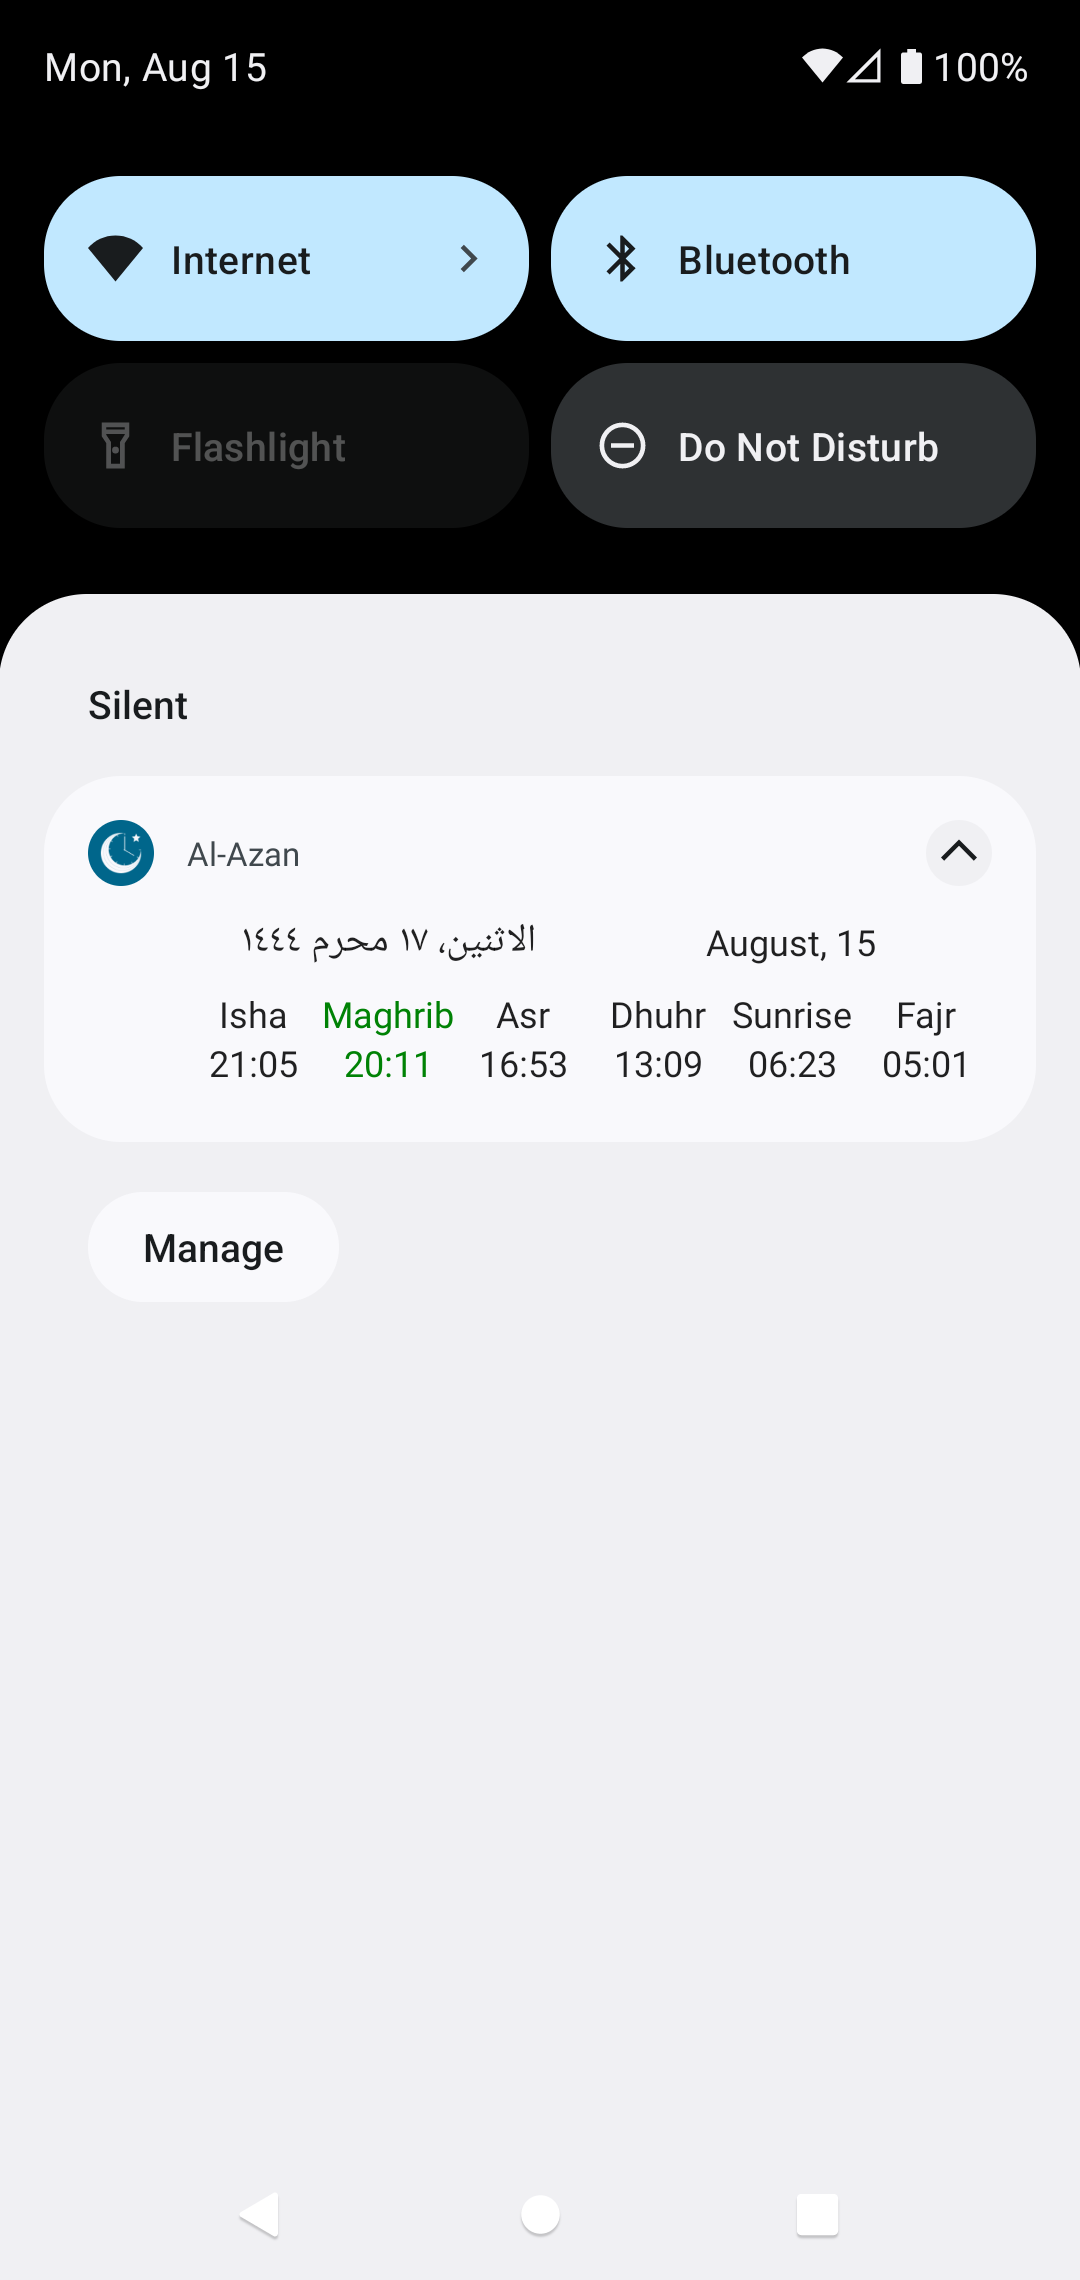 Mon, Aug 15 100%
Internet
Bluetooth
Flashlight
Do Not Disturb
Silent
Al-Azan
الاثنين، ١٧ محرم ١٤٤٤
August, 15
Isha Maghrib Asr Dhuhr Sunrise Fajr
21:05 20:11 16:53 13:09 06:23 05:01
Manage